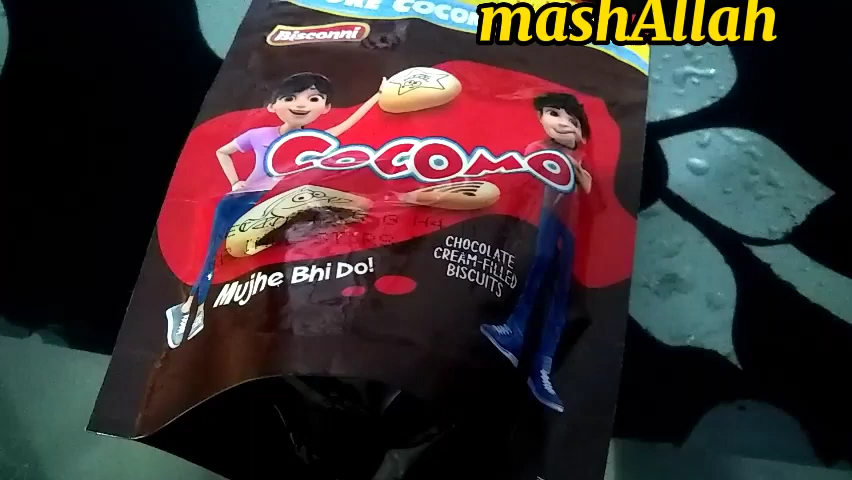 mashAllah
Bisconni
COCOMO
Mujhe Bhi Do!
CHOCOLATE
CREAM-FILLED
BISCUITS